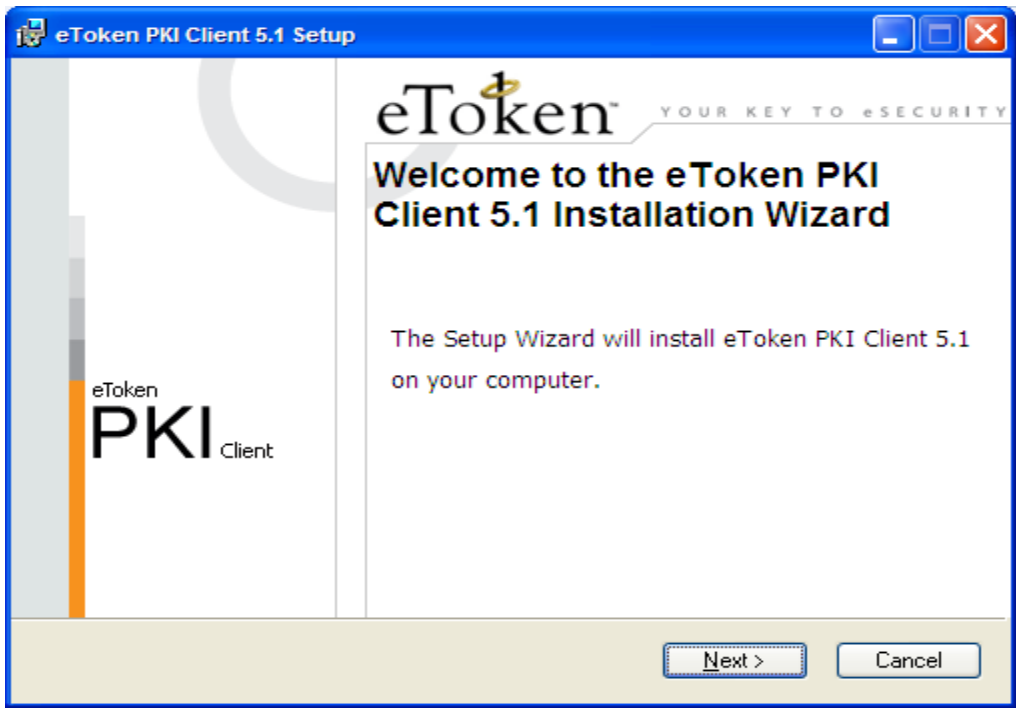 eToken PKI Client 5.1 Setup
eToken™ YOUR KEY TO eSECURITY
Welcome to the eToken PKI
Client 5.1 Installation Wizard
The Setup Wizard will install eToken PKI Client 5.1
on your computer.
eToken
PKI Client
Next >
Cancel